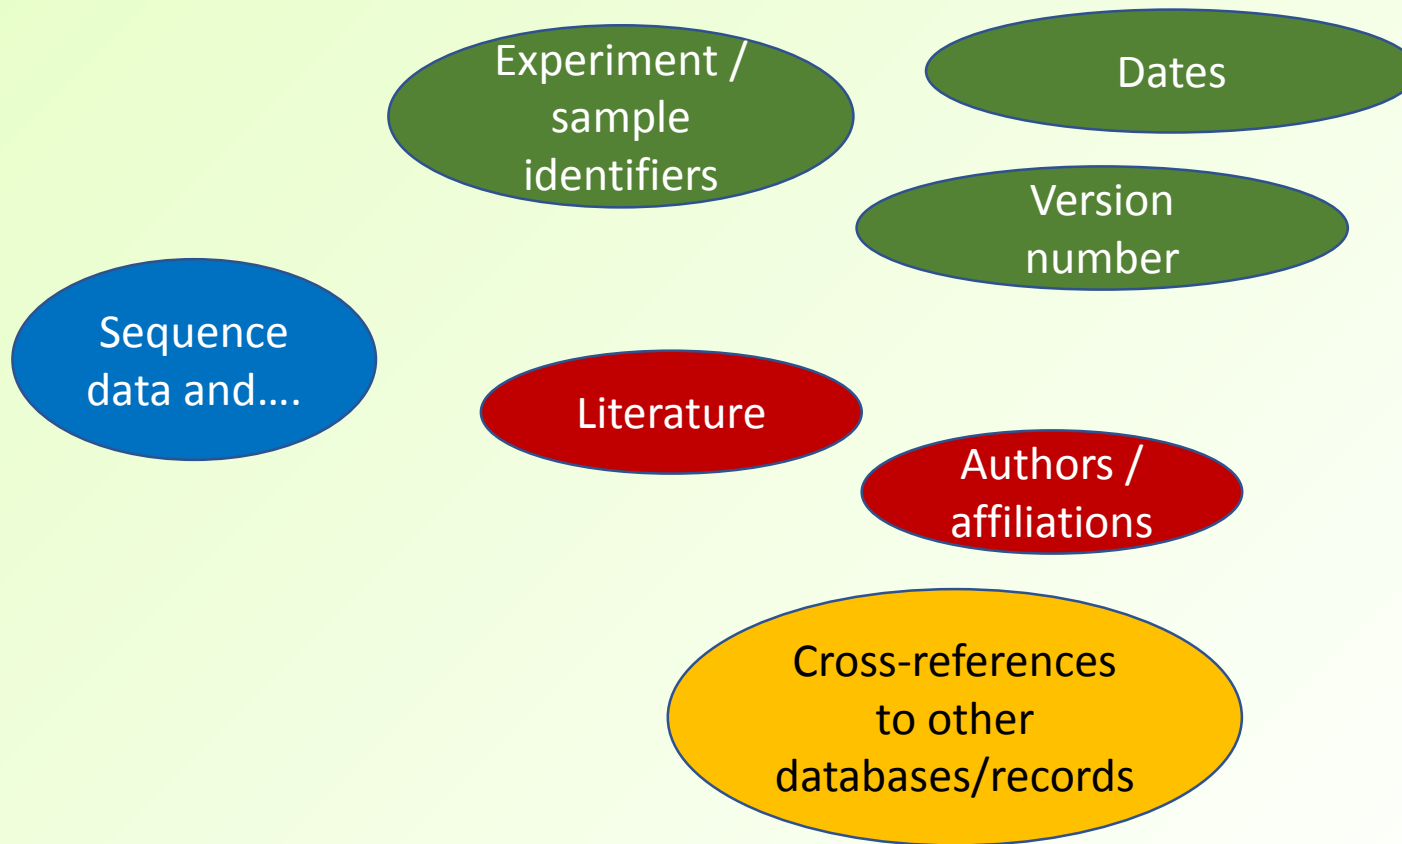 Experiment /
sample
identifiers
Dates
Version
number
Sequence
data and....
Literature
Authors /
affiliations
Cross-references
to other
databases/records